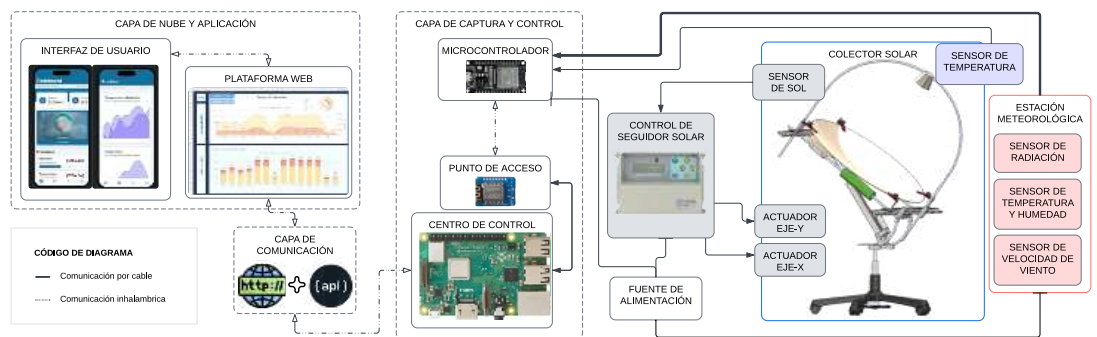 CAPA DE NUBE Y APLICACIÓN
INTERFAZ DE USUARIO
PLATAFORMA WEB
CÓDIGO DE DIAGRAMA
Comunicación por cable
Comunicación inhalambrica
CAPA DE
COMUNICACIÓN
http://
{api}
CAPA DE CAPTURA Y CONTROL
MICROCONTROLADOR
PUNTO DE ACCESO
CENTRO DE CONTROL
CONTROL DE
SEGUIDOR SOLAR
FUENTE DE
ALIMENTACIÓN
COLECTOR SOLAR
SENSOR
DE SOL
SENSOR DE
TEMPERATURA
ACTUADOR
EJE-Y
ACTUADOR
EJE-X
ESTACIÓN
METEOROLÓGICA
SENSOR DE
RADIACIÓN
SENSOR DE
TEMPERATURA
Y HUMEDAD
SENSOR DE
VELOCIDAD DE
VIENTO